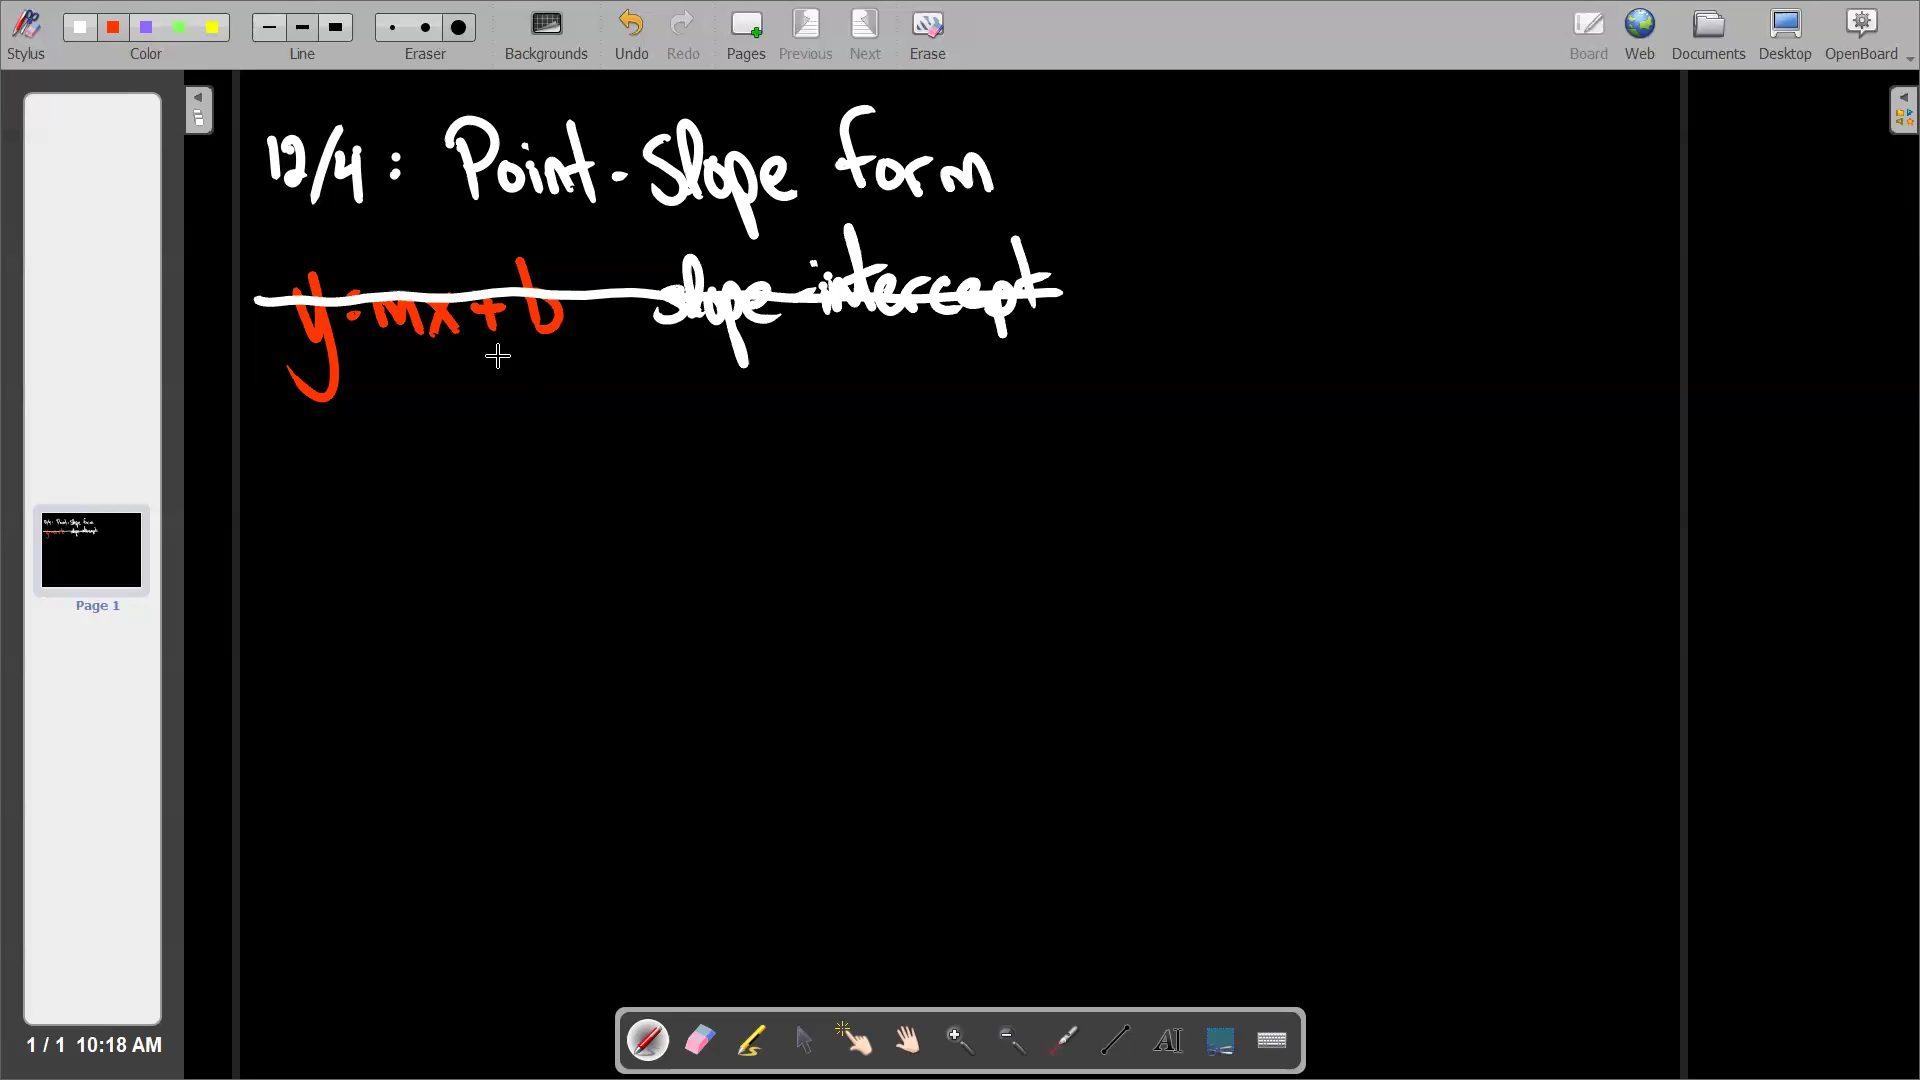 Stylus Color Line Eraser Backgrounds Undo Redo Pages Previous Next Erase Board Web Documents Desktop OpenBoard
12/4: Point-Slope form
y=mx+b slope-intercept
Page 1
1 / 1 10:18 AM